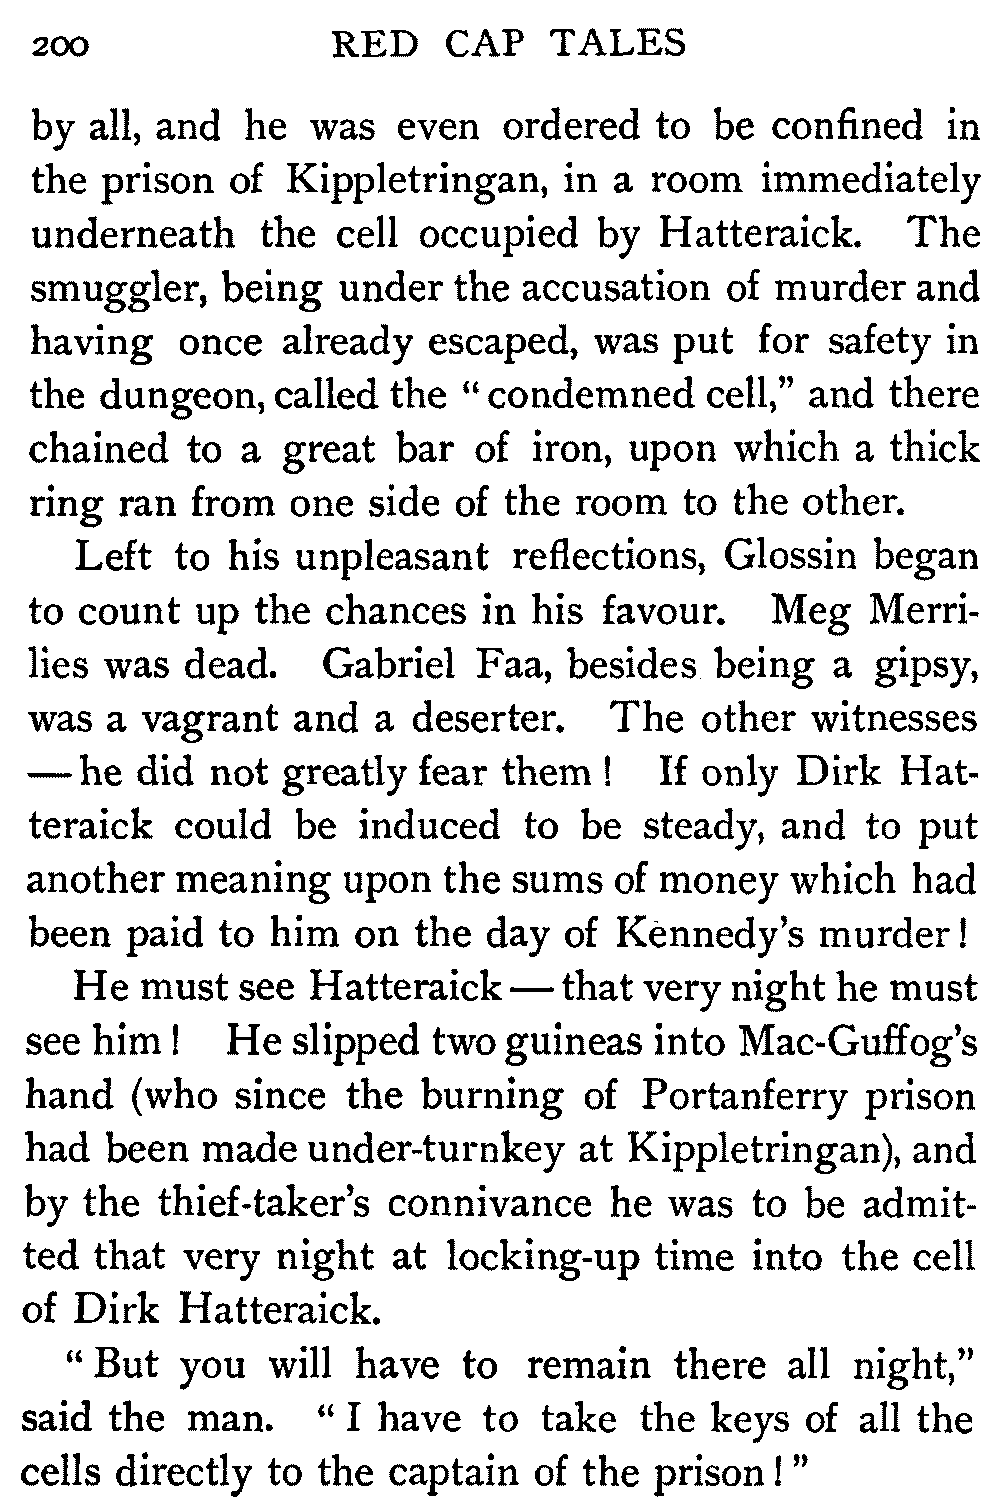 200 RED CAP TALES
by all, and he was even ordered to be confined in
the prison of Kippletringan, in a room immediately
underneath the cell occupied by Hatteraick. The
smuggler, being under the accusation of murder and
having once already escaped, was put for safety in
the dungeon, called the “condemned cell,” and there
chained to a great bar of iron, upon which a thick
ring ran from one side of the room to the other.
Left to his unpleasant reflections, Glossin began
to count up the chances in his favour. Meg Merri-
lies was dead. Gabriel Faa, besides being a gipsy,
was a vagrant and a deserter. The other witnesses
— he did not greatly fear them! If only Dirk Hat-
teraick could be induced to be steady, and to put
another meaning upon the sums of money which had
been paid to him on the day of Kennedy’s murder!
He must see Hatteraick — that very night he must
see him! He slipped two guineas into Mac-Guffog’s
hand (who since the burning of Portanferry prison
had been made under-turnkey at Kippletringan), and
by the thief-taker’s connivance he was to be admit-
ted that very night at locking-up time into the cell
of Dirk Hatteraick.
“But you will have to remain there all night,”
said the man. “I have to take the keys of all the
cells directly to the captain of the prison!”